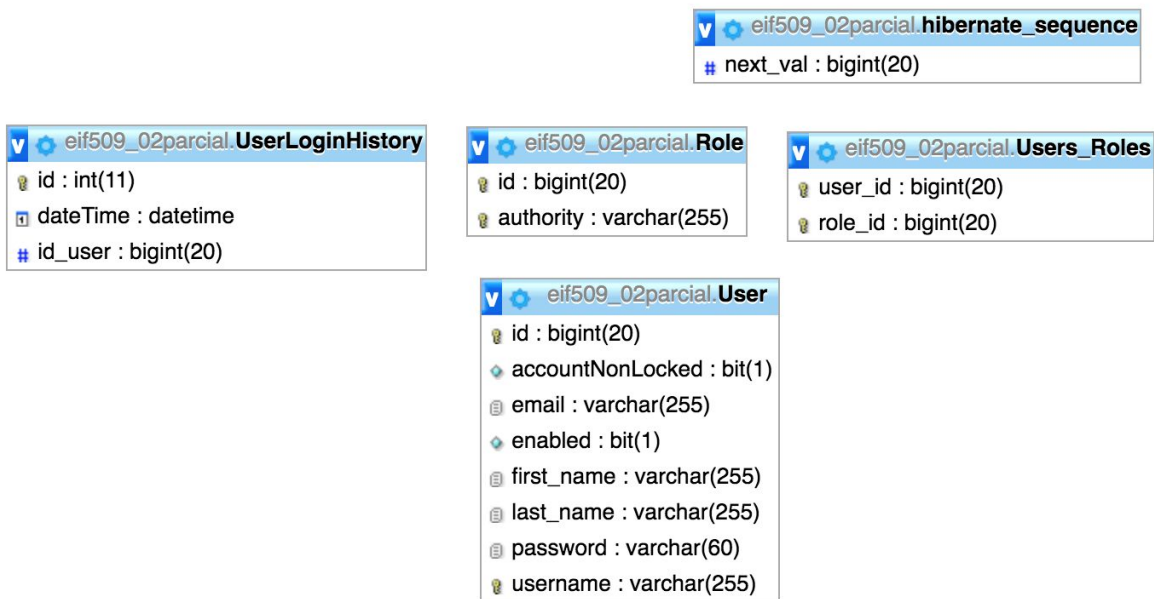 eif509_02parcial.hibernate_sequence
next_val : bigint(20)
eif509_02parcial.UserLoginHistory
id : int(11)
dateTime : datetime
id_user : bigint(20)
eif509_02parcial.Role
id : bigint(20)
authority : varchar(255)
eif509_02parcial.Users_Roles
user_id : bigint(20)
role_id : bigint(20)
eif509_02parcial.User
id : bigint(20)
accountNonLocked : bit(1)
email : varchar(255)
enabled : bit(1)
first_name : varchar(255)
last_name : varchar(255)
password : varchar(60)
username : varchar(255)